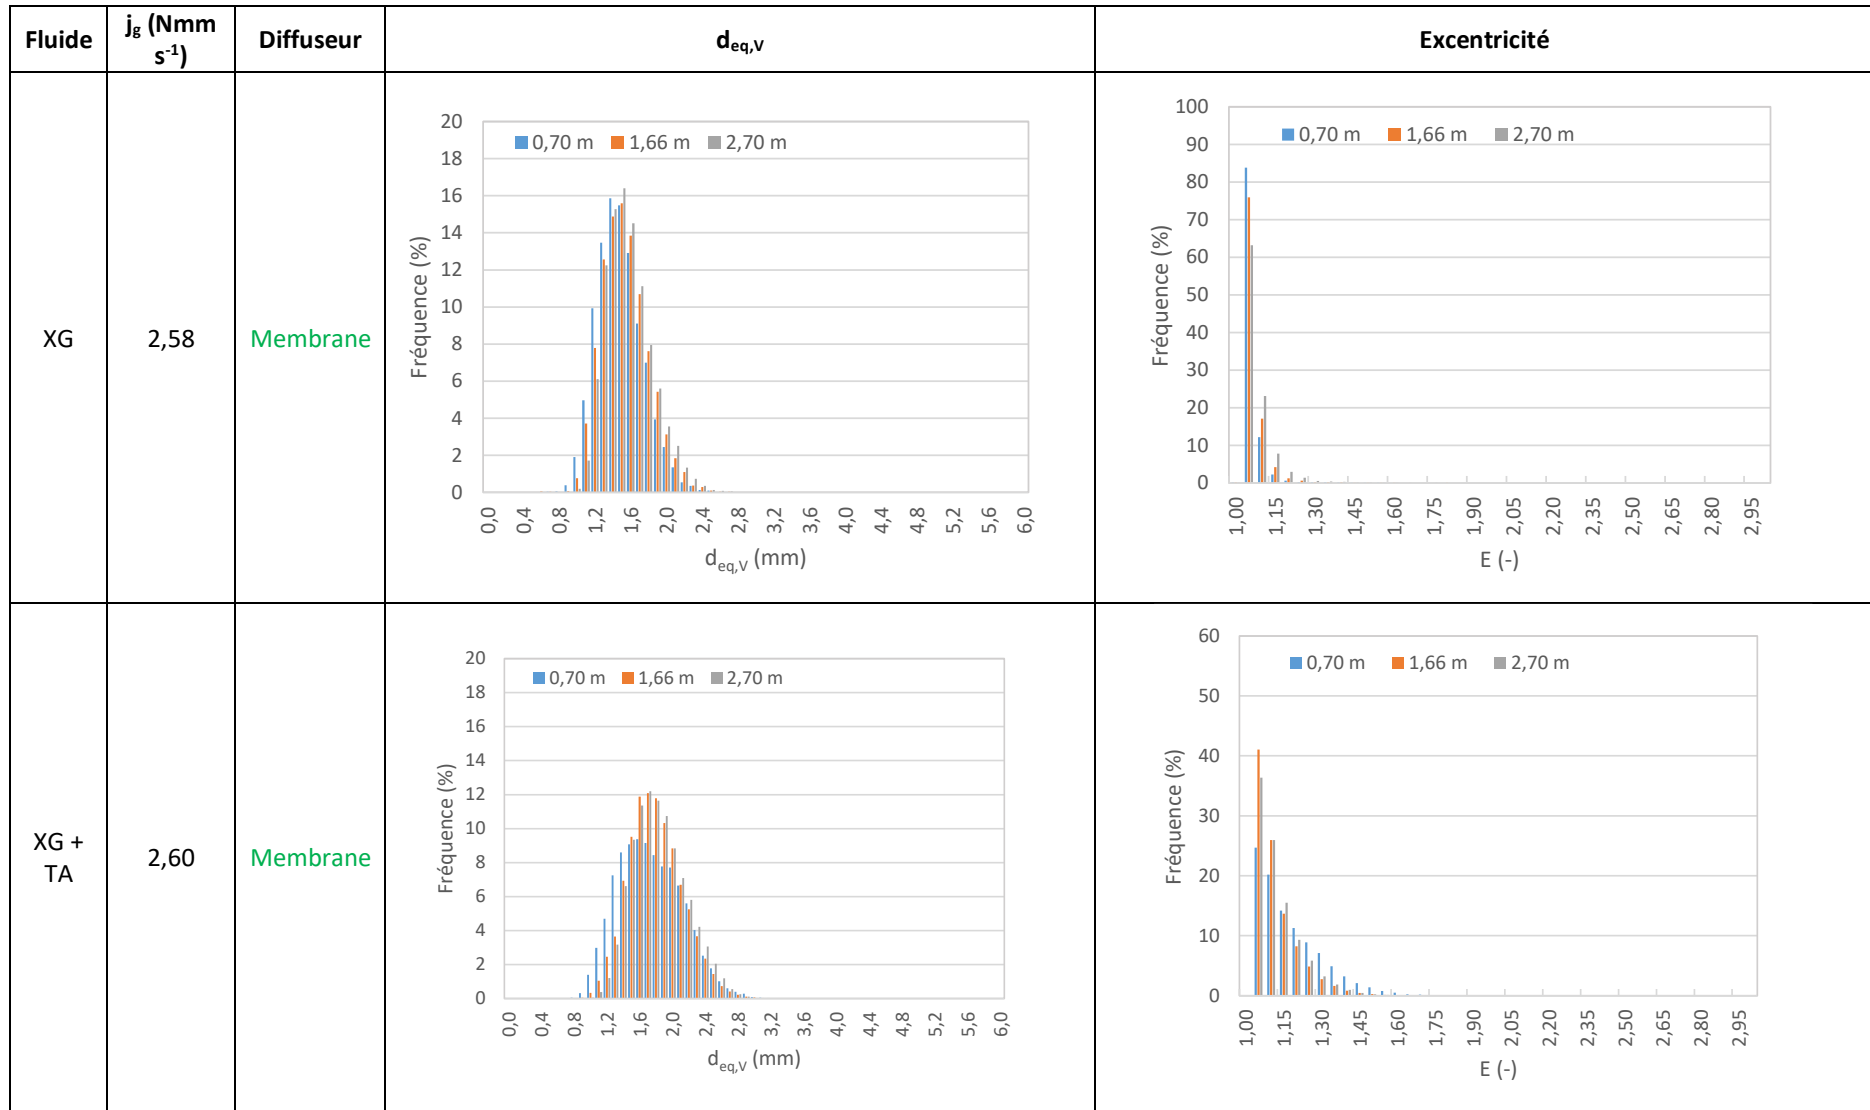 Fluide
j_g (Nmm
s⁻¹)
Diffuseur
d_eq,V
Excentricité
XG
2,58
Membrane
0,70 m 1,66 m 2,70 m
Fréquence (%)
20
18
16
14
12
10
8
6
4
2
0
0,0 0,4 0,8 1,2 1,6 2,0 2,4 2,8 3,2 3,6 4,0 4,4 4,8 5,2 5,6 6,0
d_eq,V (mm)
0,70 m 1,66 m 2,70 m
Fréquence (%)
100
90
80
70
60
50
40
30
20
10
0
1,00 1,15 1,30 1,45 1,60 1,75 1,90 2,05 2,20 2,35 2,50 2,65 2,80 2,95
E (-)
XG +
TA
2,60
Membrane
0,70 m 1,66 m 2,70 m
Fréquence (%)
20
18
16
14
12
10
8
6
4
2
0
0,0 0,4 0,8 1,2 1,6 2,0 2,4 2,8 3,2 3,6 4,0 4,4 4,8 5,2 5,6 6,0
d_eq,V (mm)
0,70 m 1,66 m 2,70 m
Fréquence (%)
60
50
40
30
20
10
0
1,00 1,15 1,30 1,45 1,60 1,75 1,90 2,05 2,20 2,35 2,50 2,65 2,80 2,95
E (-)